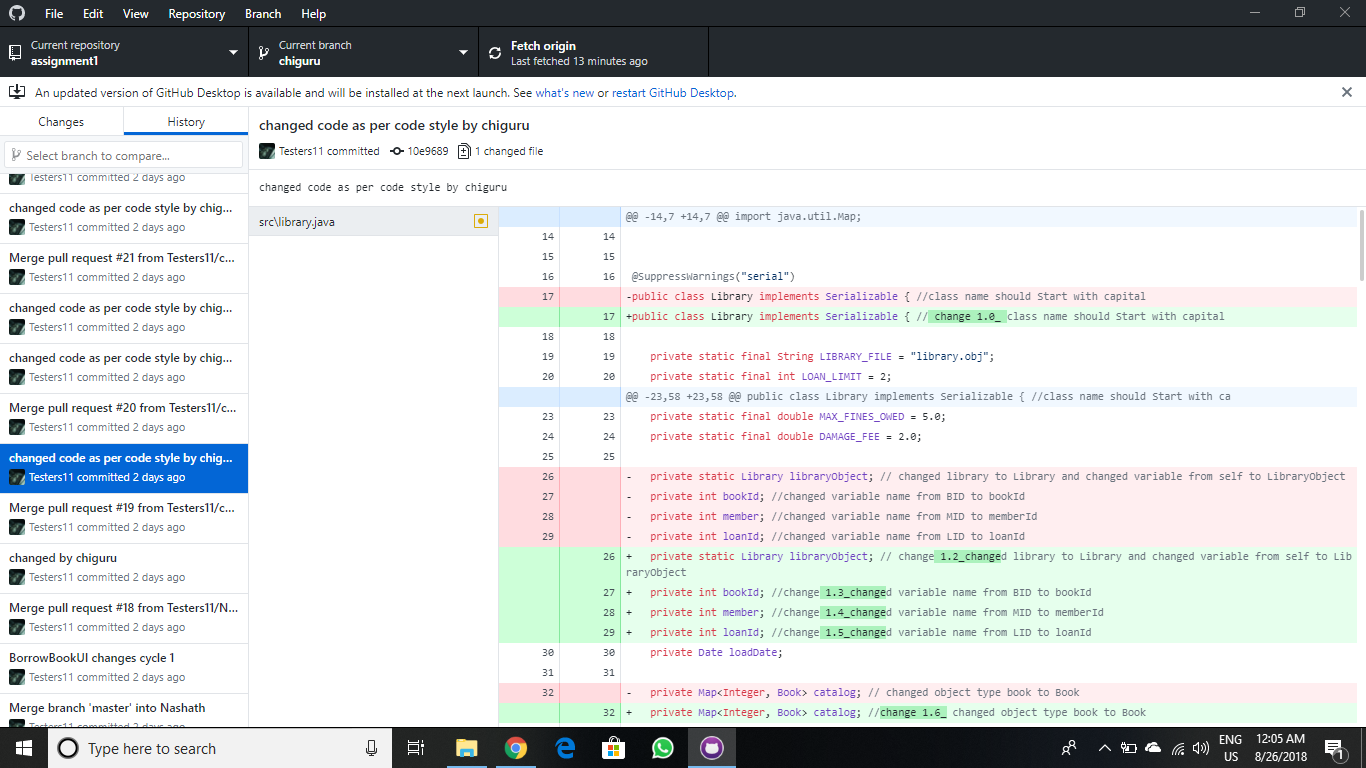 File Edit View Repository Branch Help
Current repository
assignment1
Current branch
chiguru
Fetch origin
Last fetched 13 minutes ago
An updated version of GitHub Desktop is available and will be installed at the next launch. See what's new or restart GitHub Desktop.
Changes
History
Select branch to compare...
Testers11 committed 2 days ago
changed code as per code style by chig...
Testers11 committed 2 days ago
Merge pull request #21 from Testers11/c...
Testers11 committed 2 days ago
changed code as per code style by chig...
Testers11 committed 2 days ago
changed code as per code style by chig...
Testers11 committed 2 days ago
Merge pull request #20 from Testers11/c...
Testers11 committed 2 days ago
changed code as per code style by chig...
Testers11 committed 2 days ago
Merge pull request #19 from Testers11/c...
Testers11 committed 2 days ago
changed by chiguru
Testers11 committed 2 days ago
Merge pull request #18 from Testers11/N...
Testers11 committed 2 days ago
BorrowBookUI changes cycle 1
Testers11 committed 2 days ago
Merge branch 'master' into Nashath
Testers11 committed 2 days ago
changed code as per code style by chiguru
Testers11 committed 10e9689 1 changed file
changed code as per code style by chiguru
src\library.java
@@ -14,7 +14,7 @@ import java.util.Map;
14 14
15 15
16 16 @SuppressWarnings("serial")
17 -public class Library implements Serializable { //class name should Start with capital
17 +public class Library implements Serializable { // change 1.0_ class name should Start with capital
18 18
19 19 private static final String LIBRARY_FILE = "library.obj";
20 20 private static final int LOAN_LIMIT = 2;
@@ -23,58 +23,58 @@ public class Library implements Serializable { //class name should Start with ca
23 23 private static final double MAX_FINES_OWED = 5.0;
24 24 private static final double DAMAGE_FEE = 2.0;
25 25
26 - private static Library libraryObject; // changed library to Library and changed variable from self to LibraryObject
27 - private int bookId; //changed variable name from BID to bookId
28 - private int member; //changed variable name from MID to memberId
29 - private int loanId; //changed variable name from LID to loanId
26 + private static Library libraryObject; // change 1.2_changed library to Library and changed variable from self to Lib
raryObject
27 + private int bookId; //change 1.3_changed variable name from BID to bookId
28 + private int member; //change 1.4_changed variable name from MID to memberId
29 + private int loanId; //change 1.5_changed variable name from LID to loanId
30 30 private Date loadDate;
31 31
32 - private Map<Integer, Book> catalog; // changed object type book to Book
32 + private Map<Integer, Book> catalog; //change 1.6_ changed object type book to Book
Type here to search
ENG
US
12:05 AM
8/26/2018
1